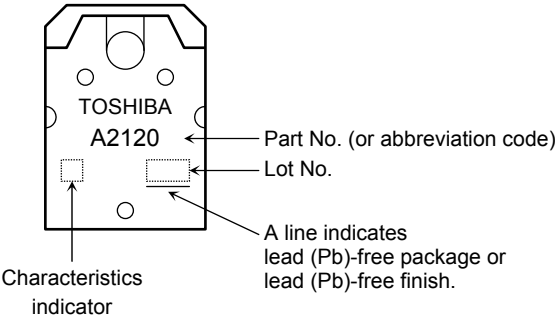 TOSHIBA
A2120
Part No. (or abbreviation code)
Lot No.
A line indicates
lead (Pb)-free package or
lead (Pb)-free finish.
Characteristics
indicator